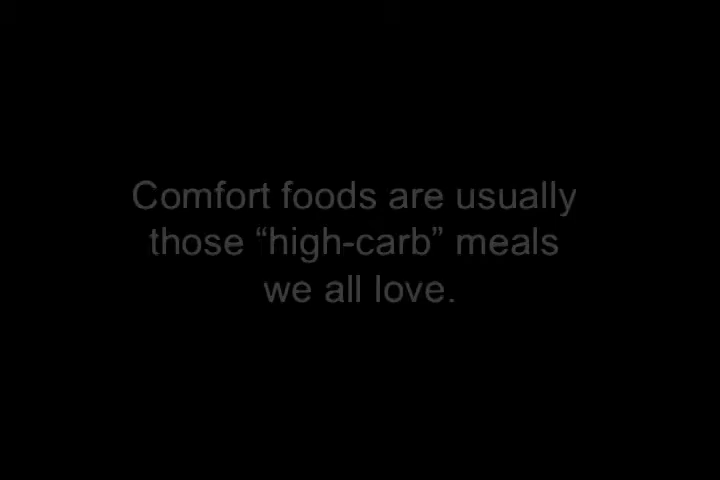 Comfort foods are usually
those “high-carb” meals
we all love.